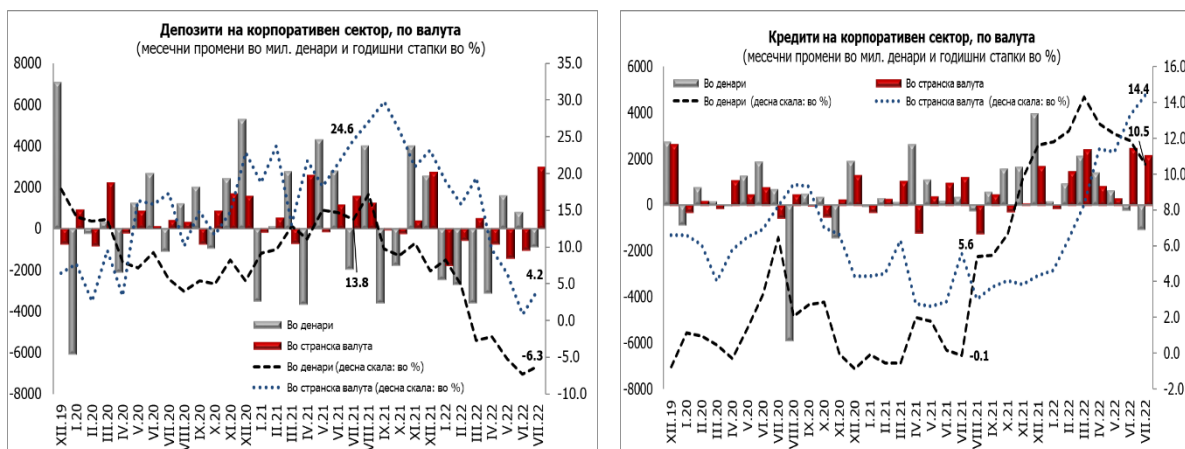 Депозити на корпоративен сектор, по валута
(месечни промени во мил. денари и годишни стапки во %)
8000
6000
4000
2000
0
-2000
-4000
-6000
-8000
35.0
30.0
25.0
20.0
15.0
10.0
5.0
0.0
-5.0
-10.0
24.6
13.8
4.2
-6.3
Во денари
Во странска валута
Во денари (десна скала: во %)
Во странска валута (десна скала: во %)
XII.19
I.20
II.20
III.20
IV.20
V.20
VI.20
VII.20
VIII.20
IX.20
X.20
XI.20
XII.20
I.21
II.21
III.21
IV.21
V.21
VI.21
VII.21
VIII.21
IX.21
X.21
XI.21
XII.21
I.22
II.22
III.22
IV.22
V.22
VI.22
VII.22
Кредити на корпоративен сектор, по валута
(месечни промени во мил. денари и годишни стапки во %)
Во денари
Во странска валута
Во денари (десна скала: во %)
Во странска валута (десна скала: во %)
6000
4000
2000
0
-2000
-4000
-6000
-8000
16.0
14.0
12.0
10.0
8.0
6.0
4.0
2.0
0.0
-2.0
14.4
10.5
5.6
-0.1
XII.19
I.20
II.20
III.20
IV.20
V.20
VI.20
VII.20
VIII.20
IX.20
X.20
XI.20
XII.20
I.21
II.21
III.21
IV.21
V.21
VI.21
VII.21
VIII.21
IX.21
X.21
XI.21
XII.21
I.22
II.22
III.22
IV.22
V.22
VI.22
VII.22